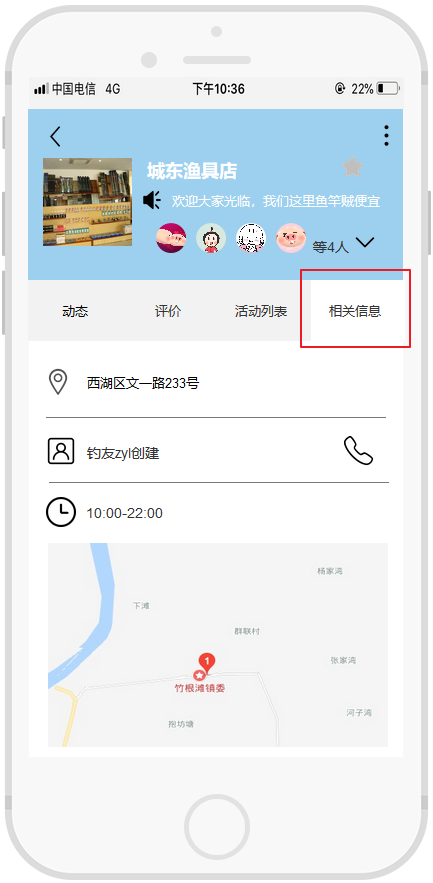 中国电信 4G 下午10:36 22%
城东渔具店
欢迎大家光临，我们这里鱼竿贼便宜
等4人
动态 评价 活动列表 相关信息
西湖区文一路233号
钓友zyl创建
10:00-22:00
杨家湾
下滩
群联村
1
张家湾
竹根滩镇委
河子湾
抱坊塘